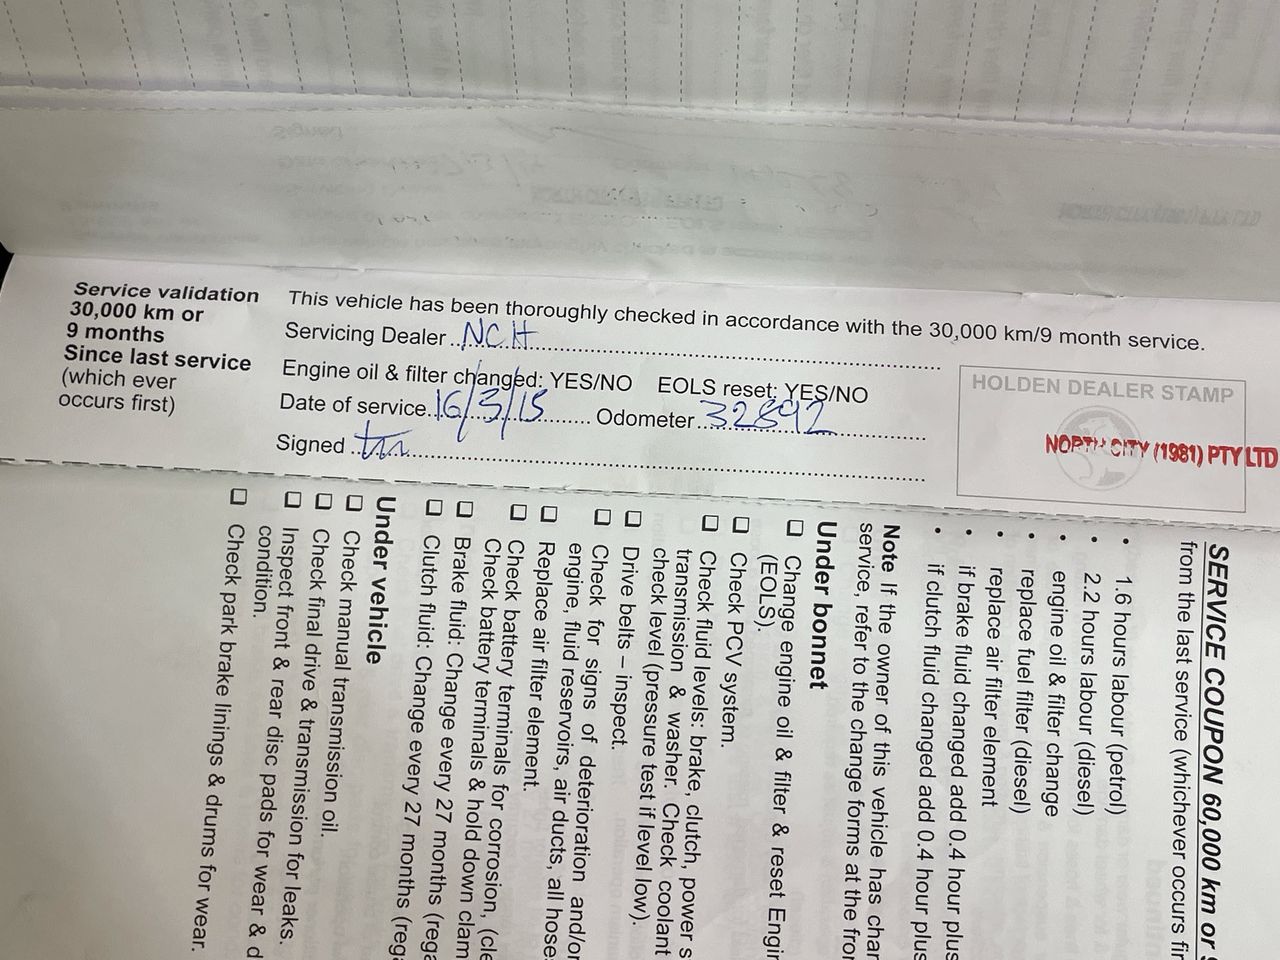 Service validation
30,000 km or
9 months
Since last service
(which ever
occurs first)
This vehicle has been thoroughly checked in accordance with the 30,000 km/9 month service.
Servicing Dealer..NCH
Engine oil & filter changed: YES/NO EOLS reset: YES/NO
Date of service..16/3/15 Odometer 32892
Signed
HOLDEN DEALER STAMP
NORTH CITY (1981) PTY LTD
SERVICE COUPON 60,000 km or
from the last service (whichever occurs
• 1.6 hours labour (petrol)
• 2.2 hours labour (diesel)
• engine oil & filter change
• replace fuel filter (diesel)
• replace air filter element
• if brake fluid changed add 0.4 hour plus
• if clutch fluid changed add 0.4 hour plus
Note If the owner of this vehicle has
service, refer to the change forms at the
Under bonnet
❑ Change engine oil & filter & reset
(EOLS).
❑ Check PCV system.
❑ Check fluid levels: brake, clutch, power
transmission & washer. Check coolant
check level (pressure test if level low).
❑ Drive belts – inspect.
❑ Check for signs of deterioration and/or
engine, fluid reservoirs, air ducts, all
❑ Replace air filter element.
❑ Check battery terminals for corrosion,
Check battery terminals & hold down
❑ Brake fluid: Change every 27 months
❑ Clutch fluid: Change every 27 months
Under vehicle
❑ Check manual transmission oil.
❑ Check final drive & transmission for leaks.
❑ Inspect front & rear disc pads for wear &
condition.
❑ Check park brake linings & drums for wear.